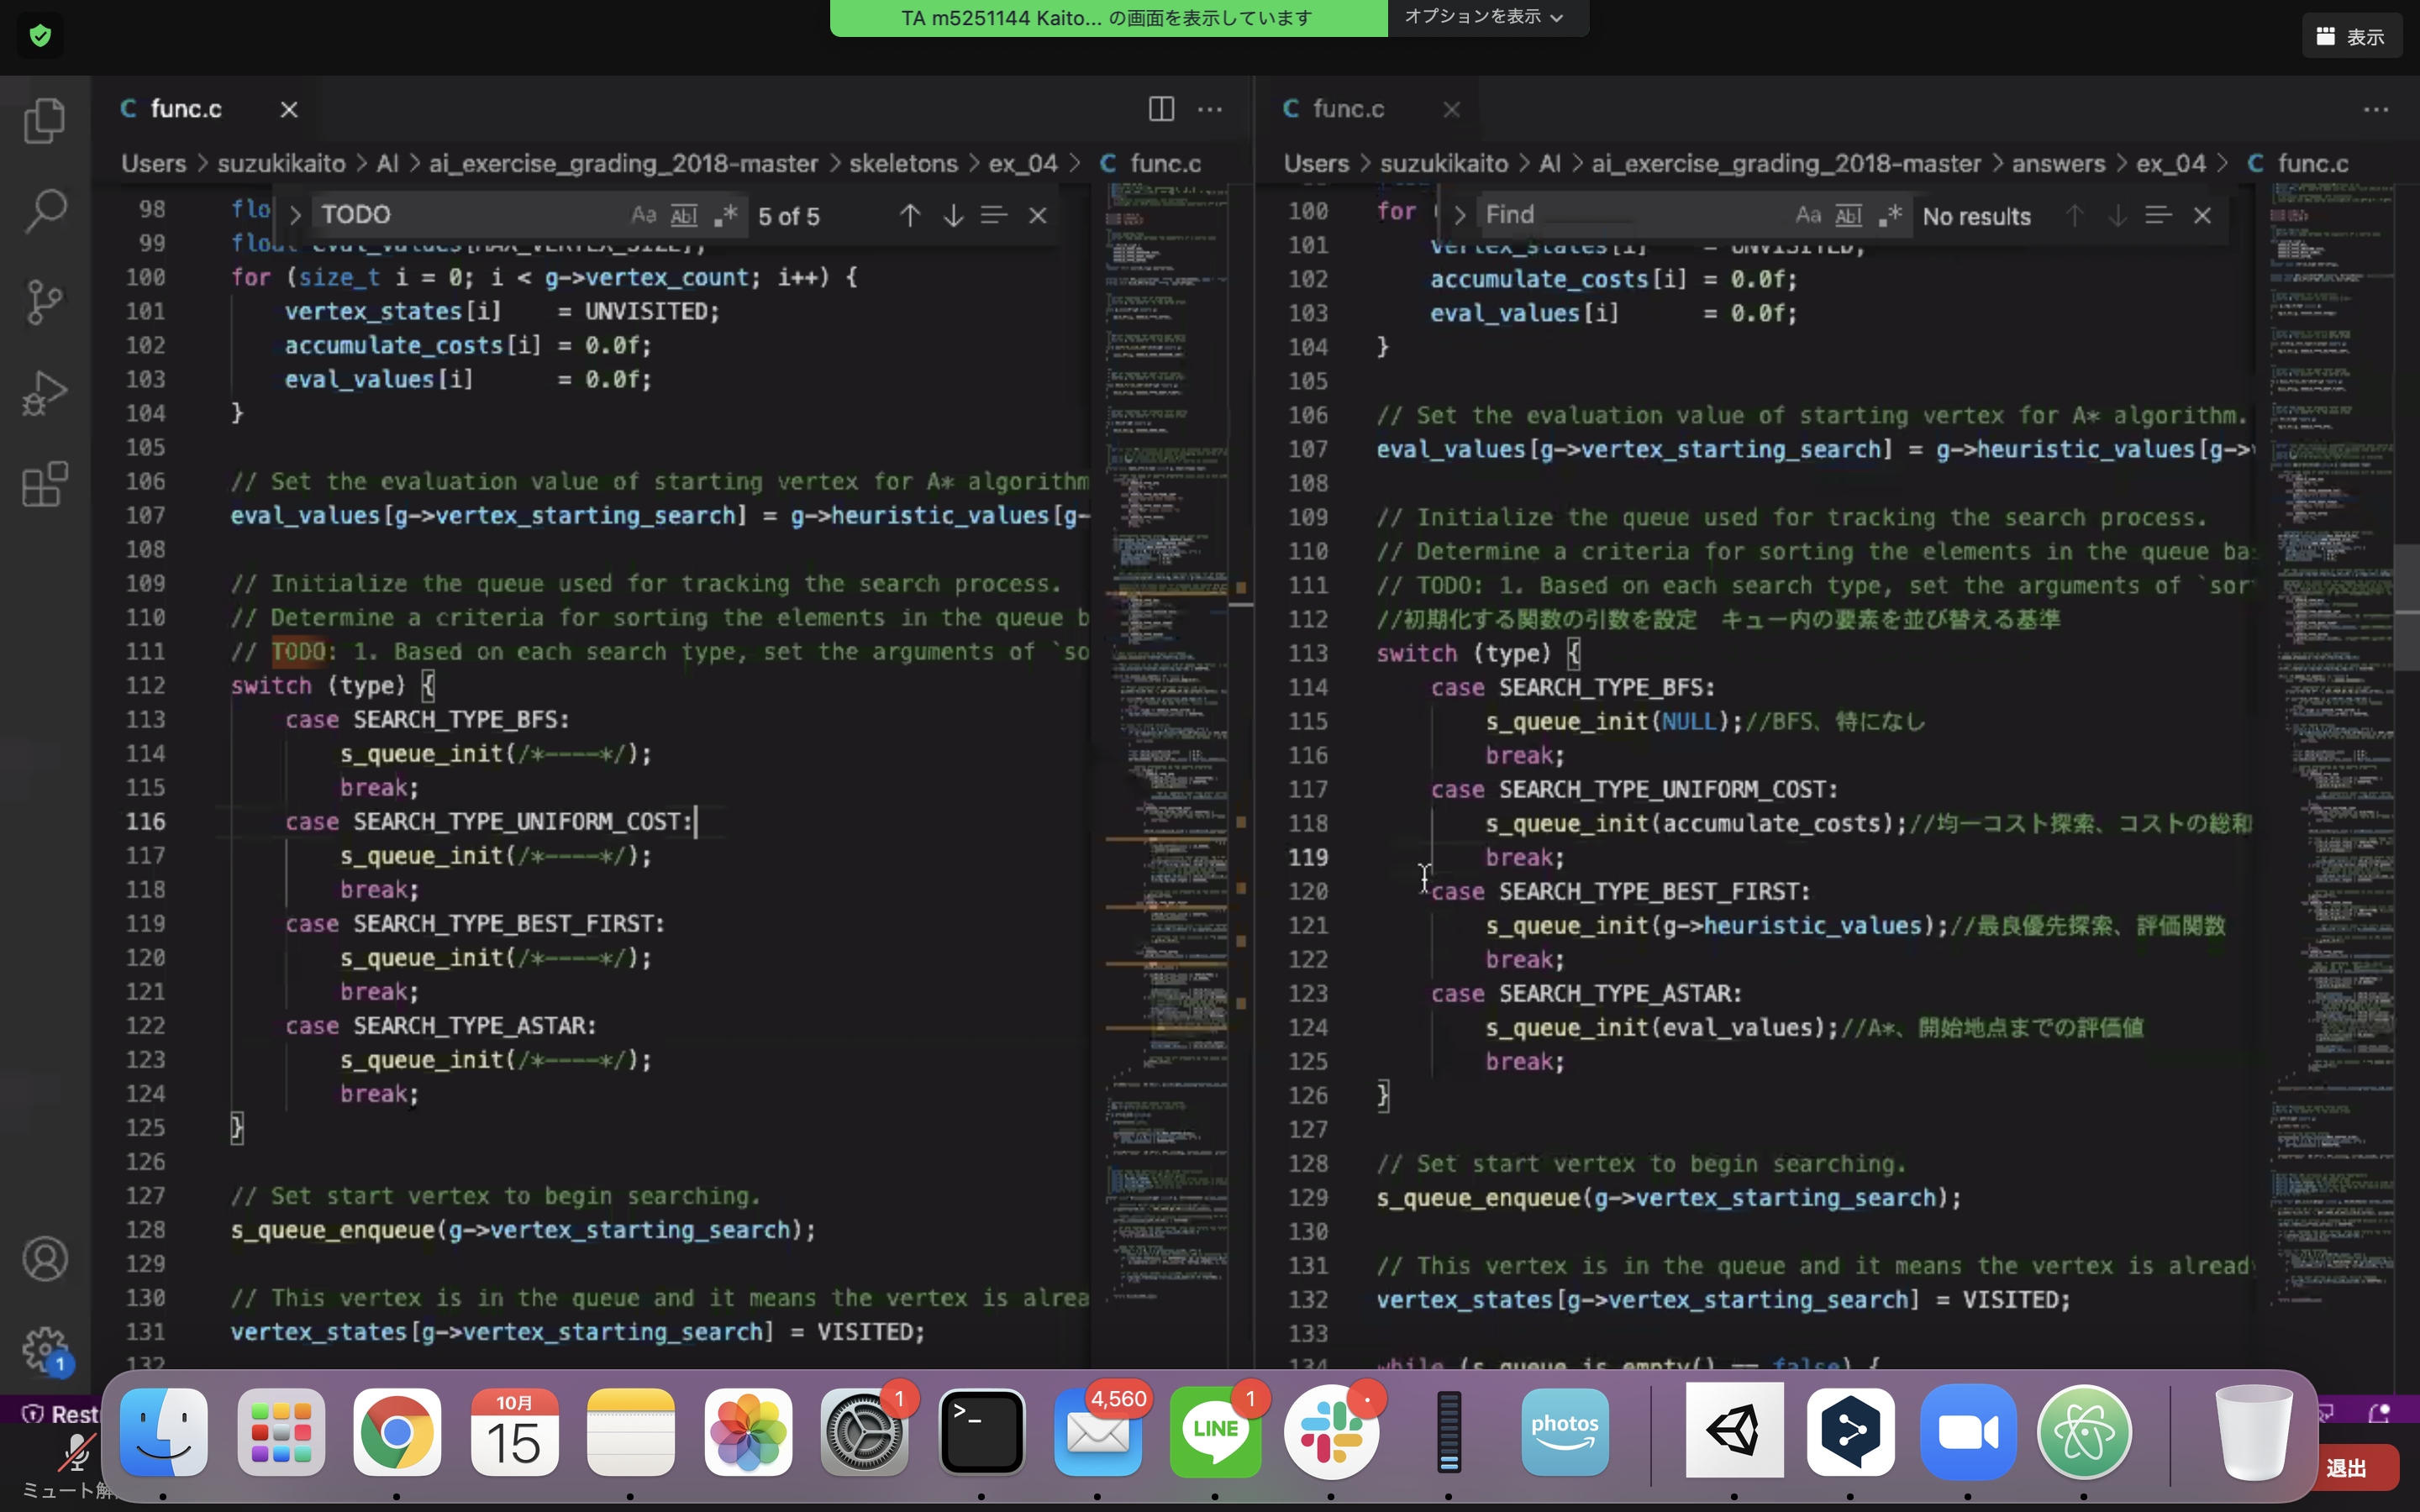 TA m5251144 Kaito... の画面を表示しています
オプションを表示
表示
func.c
Users > suzukikaito > AI > ai_exercise_grading_2018-master > skeletons > ex_04 > C func.c
TODO
5 of 5
98 flo
99 float eval_values[MAX_VERTEX_SIZE];
100 for (size_t i = 0; i < g->vertex_count; i++) {
101 vertex_states[i] = UNVISITED;
102 accumulate_costs[i] = 0.0f;
103 eval_values[i] = 0.0f;
104 }
105
106 // Set the evaluation value of starting vertex for A* algorithm
107 eval_values[g->vertex_starting_search] = g->heuristic_values[g-
108
109 // Initialize the queue used for tracking the search process.
110 // Determine a criteria for sorting the elements in the queue b
111 // TODO: 1. Based on each search type, set the arguments of `so
112 switch (type) {
113 case SEARCH_TYPE_BFS:
114 s_queue_init(/*————*/);
115 break;
116 case SEARCH_TYPE_UNIFORM_COST:
117 s_queue_init(/*————*/);
118 break;
119 case SEARCH_TYPE_BEST_FIRST:
120 s_queue_init(/*————*/);
121 break;
122 case SEARCH_TYPE_ASTAR:
123 s_queue_init(/*————*/);
124 break;
125 }
126
127 // Set start vertex to begin searching.
128 s_queue_enqueue(g->vertex_starting_search);
129
130 // This vertex is in the queue and it means the vertex is alrea
131 vertex_states[g->vertex_starting_search] = VISITED;
132
func.c
Users > suzukikaito > AI > ai_exercise_grading_2018-master > answers > ex_04 > C func.c
Find
No results
100 for
101 vertex_states[i] = UNVISITED;
102 accumulate_costs[i] = 0.0f;
103 eval_values[i] = 0.0f;
104 }
105
106 // Set the evaluation value of starting vertex for A* algorithm.
107 eval_values[g->vertex_starting_search] = g->heuristic_values[g->
108
109 // Initialize the queue used for tracking the search process.
110 // Determine a criteria for sorting the elements in the queue ba
111 // TODO: 1. Based on each search type, set the arguments of `sor
112 //初期化する関数の引数を設定　キュー内の要素を並び替える基準
113 switch (type) {
114 case SEARCH_TYPE_BFS:
115 s_queue_init(NULL);//BFS、特になし
116 break;
117 case SEARCH_TYPE_UNIFORM_COST:
118 s_queue_init(accumulate_costs);//均一コスト探索、コストの総和
119 break;
120 case SEARCH_TYPE_BEST_FIRST:
121 s_queue_init(g->heuristic_values);//最良優先探索、評価関数
122 break;
123 case SEARCH_TYPE_ASTAR:
124 s_queue_init(eval_values);//A*、開始地点までの評価値
125 break;
126 }
127
128 // Set start vertex to begin searching.
129 s_queue_enqueue(g->vertex_starting_search);
130
131 // This vertex is in the queue and it means the vertex is alread
132 vertex_states[g->vertex_starting_search] = VISITED;
133
134 while (s_queue_is_empty() == false) {
1
Restr
ミュート解
10月
15
1
4,560
LINE
1
photos
退出